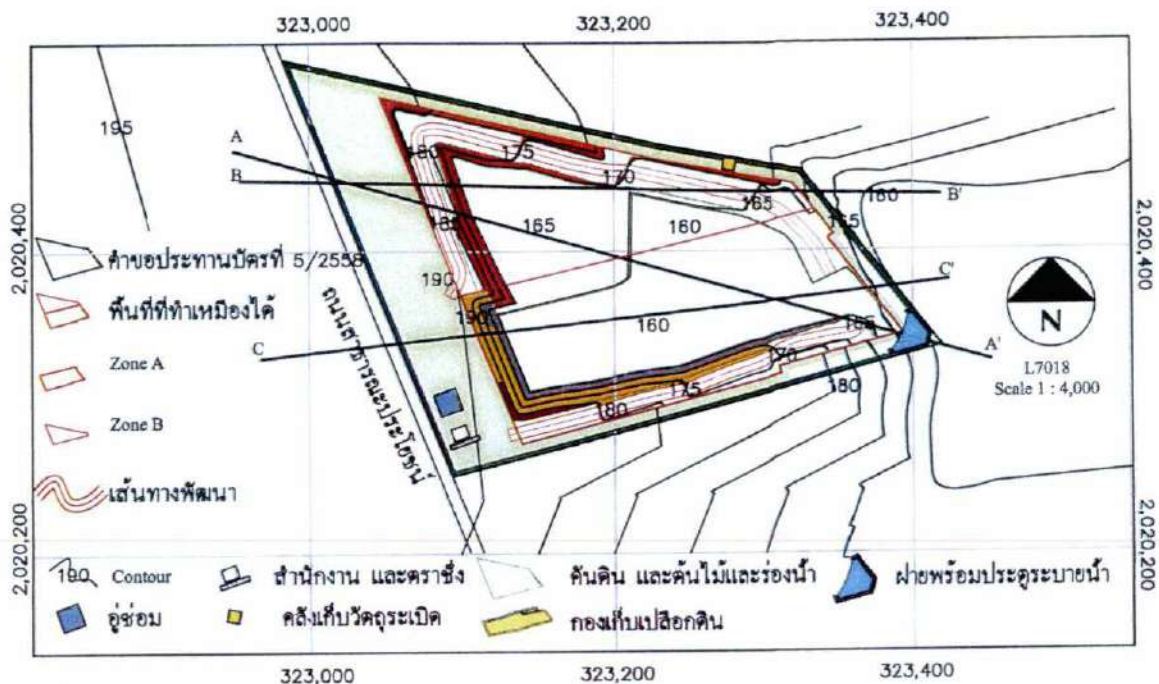 323,000 323,200 323,400
195
A
B
180
175
170
165
160
B'
165
185
165
160
190
190
C'
160
165
C
170
A'
175
180
180
2,020,400
2,020,400
2,020,200
2,020,200
ถนนสาธารณะประโยชน์
N
L7018
Scale 1 : 4,000
คำขอประทานบัตรที่ 5/2558
พื้นที่ที่ทำเหมืองได้
Zone A
Zone B
เส้นทางพัฒนา
190 Contour
สำนักงาน และตราชั่ง
คันดิน และต้นไม้และร่องน้ำ
ฝายพร้อมประตูระบายน้ำ
อู่ซ่อม
คลังเก็บวัตถุระเบิด
กองเก็บเปลือกดิน
323,000 323,200 323,400